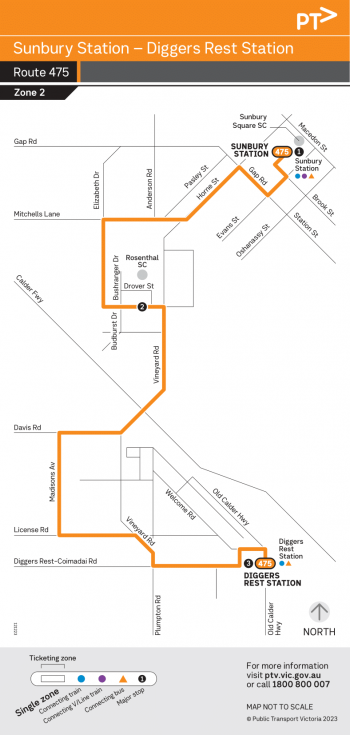 PT>
Sunbury Station – Diggers Rest Station
Route 475
Zone 2
Sunbury
Square SC
Macedon St
Gap Rd
SUNBURY
STATION
475
1
Sunbury
Station
Pasley St
Horne St
Gap Rd
Elizabeth Dr
Anderson Rd
Brook St
Mitchells Lane
Evans St
Oshanassy St
Station St
Rosenthal
SC
Bushranger Dr
Drover St
Calder Fwy
2
Budburst Dr
Vineyard Rd
Davis Rd
Madisons Av
Welcome Rd
Old Calder Hwy
License Rd
Vineyard Rd
Diggers
Rest
Station
Diggers Rest-Coimadai Rd
3
475
DIGGERS
REST STATION
Plumpton Rd
Old Calder
Hwy
NORTH
Ticketing zone
1
Single zone
Connecting train
Connecting V/Line train
Connecting bus
Major stop
For more information
visit ptv.vic.gov.au
or call 1800 800 007
MAP NOT TO SCALE
© Public Transport Victoria 2023